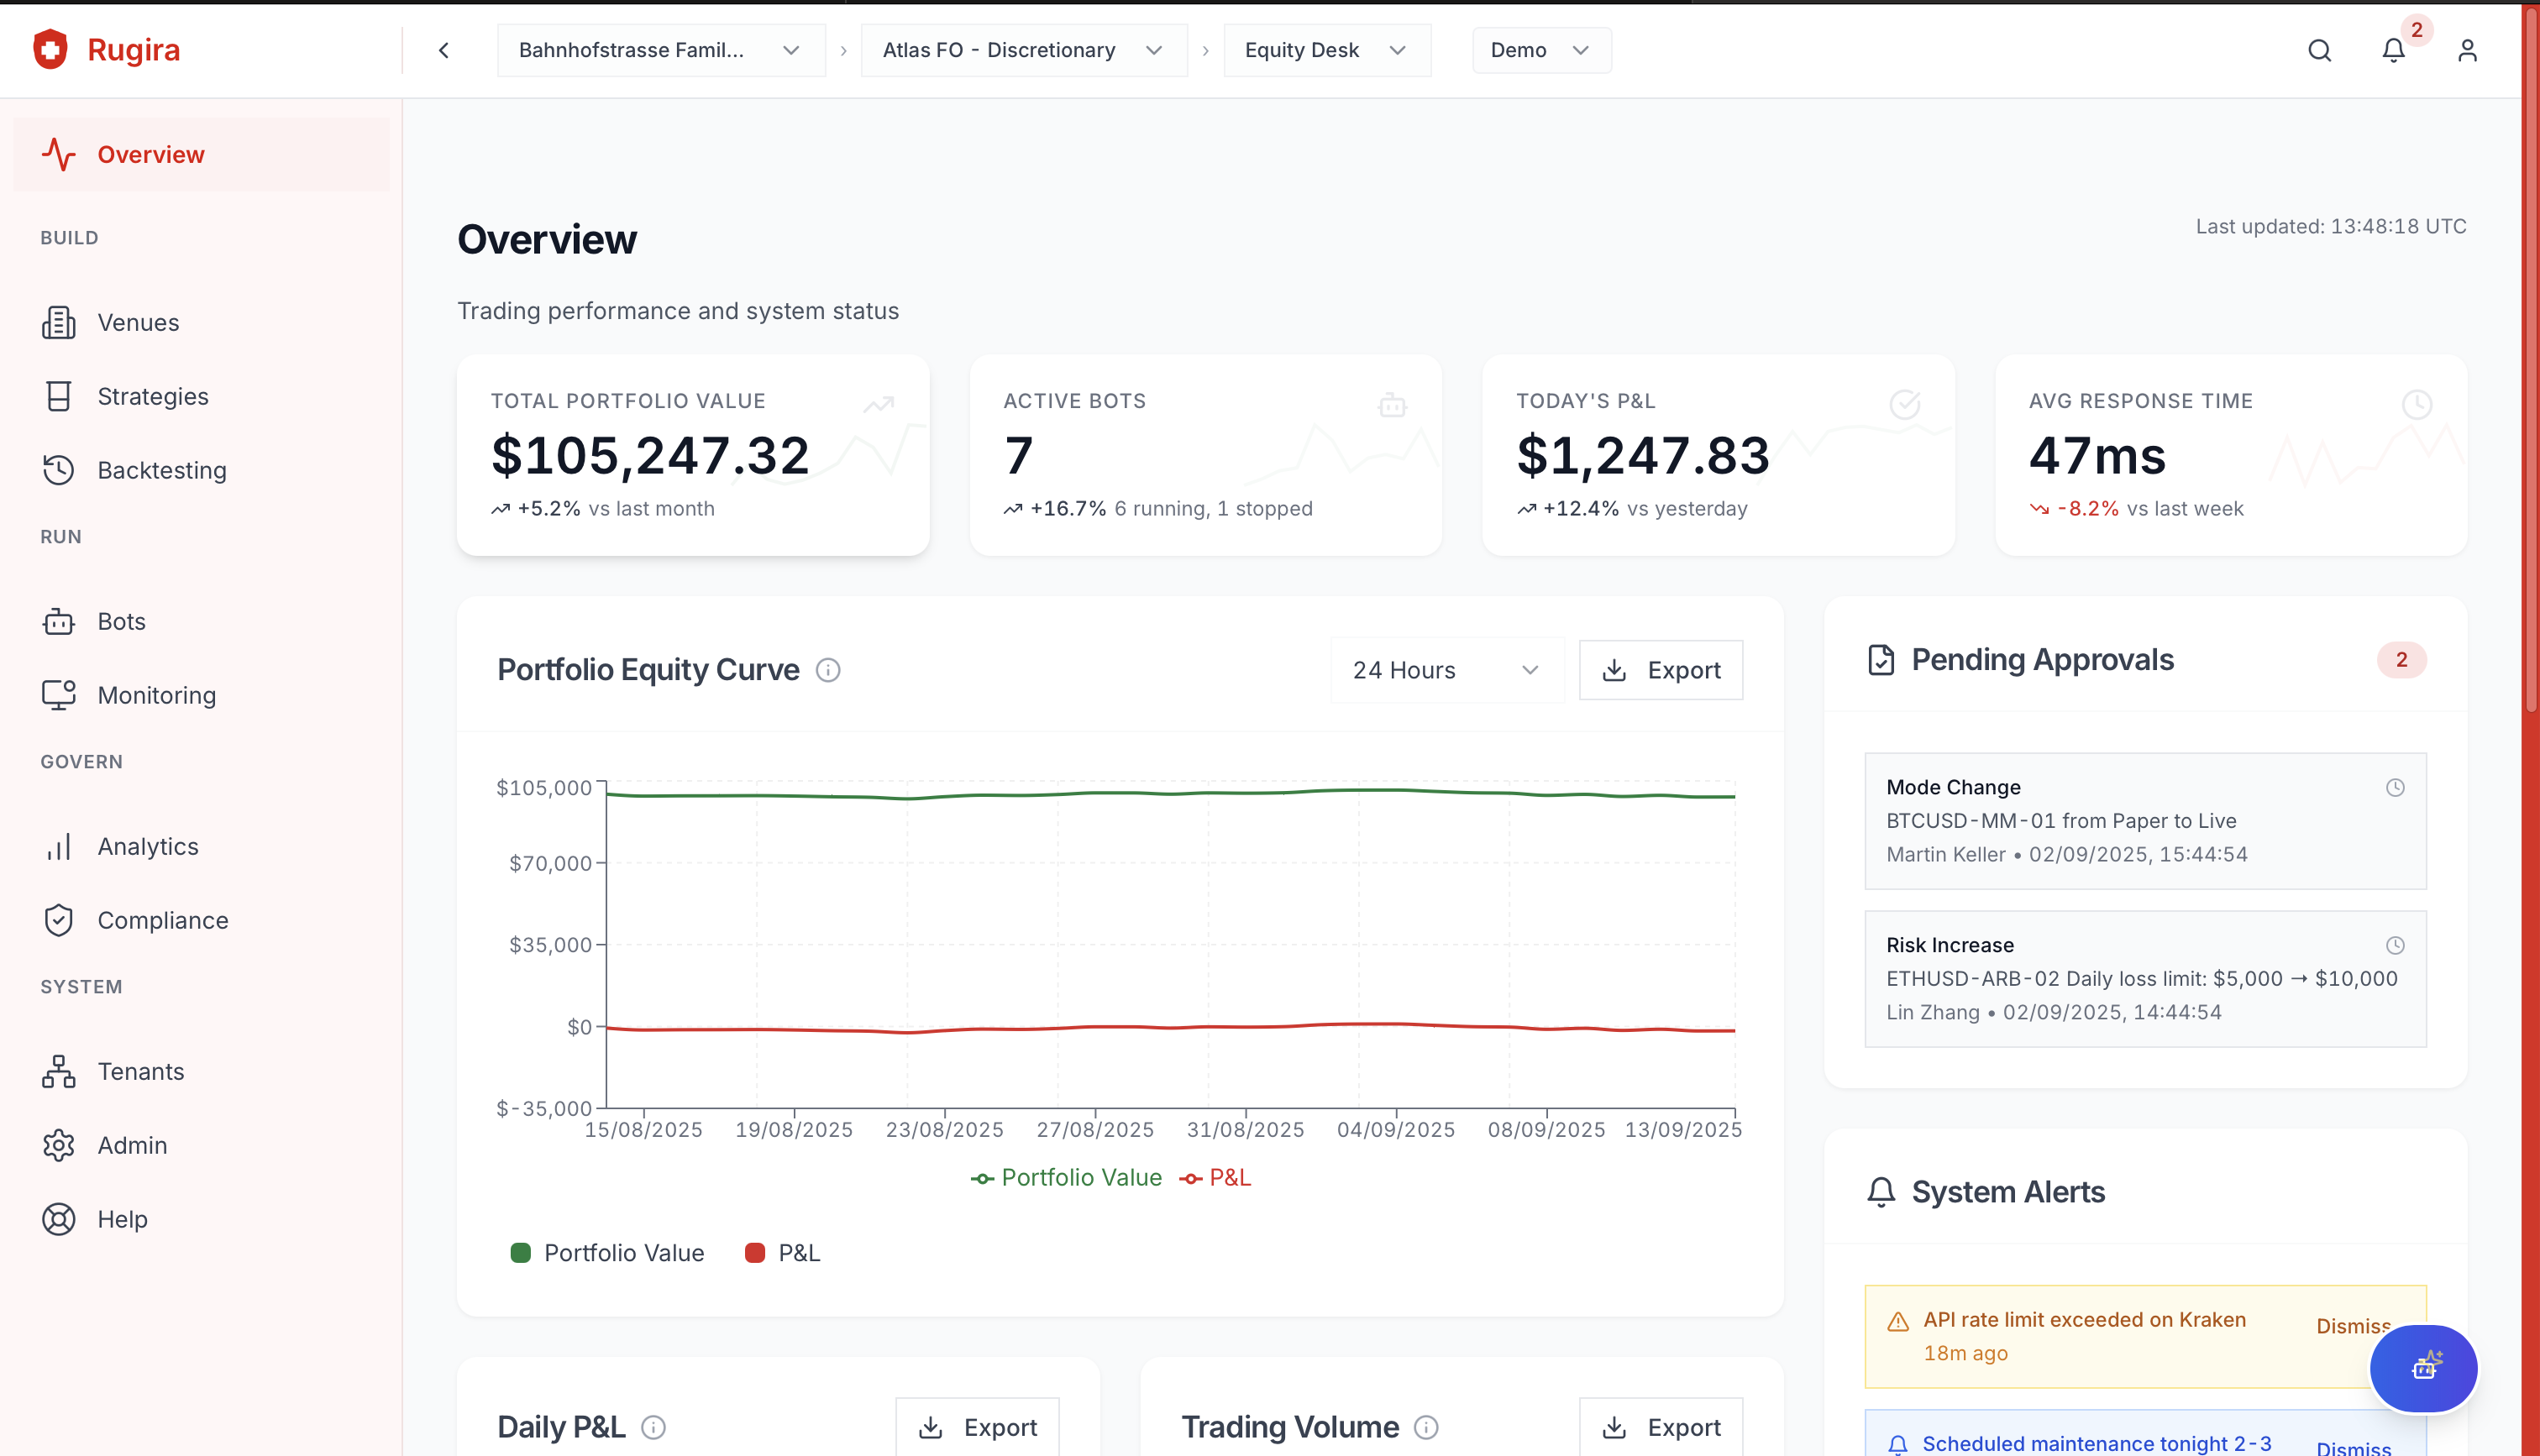 Rugira
Bahnhofstrasse Famil...
Atlas FO - Discretionary
Equity Desk
Demo
2
Overview
BUILD
Venues
Strategies
Backtesting
RUN
Bots
Monitoring
GOVERN
Analytics
Compliance
SYSTEM
Tenants
Admin
Help
Overview
Last updated: 13:48:18 UTC
Trading performance and system status
TOTAL PORTFOLIO VALUE
$105,247.32
+5.2% vs last month
ACTIVE BOTS
7
+16.7% 6 running, 1 stopped
TODAY'S P&L
$1,247.83
+12.4% vs yesterday
AVG RESPONSE TIME
47ms
-8.2% vs last week
Portfolio Equity Curve
24 Hours
Export
$105,000
$70,000
$35,000
$0
$-35,000
15/08/2025 19/08/2025 23/08/2025 27/08/2025 31/08/2025 04/09/2025 08/09/2025 13/09/2025
Portfolio Value P&L
Portfolio Value P&L
Pending Approvals
2
Mode Change
BTCUSD-MM-01 from Paper to Live
Martin Keller • 02/09/2025, 15:44:54
Risk Increase
ETHUSD-ARB-02 Daily loss limit: $5,000 → $10,000
Lin Zhang • 02/09/2025, 14:44:54
System Alerts
API rate limit exceeded on Kraken
Dismiss
18m ago
Scheduled maintenance tonight 2-3
Dismiss
Daily P&L
Export
Trading Volume
Export